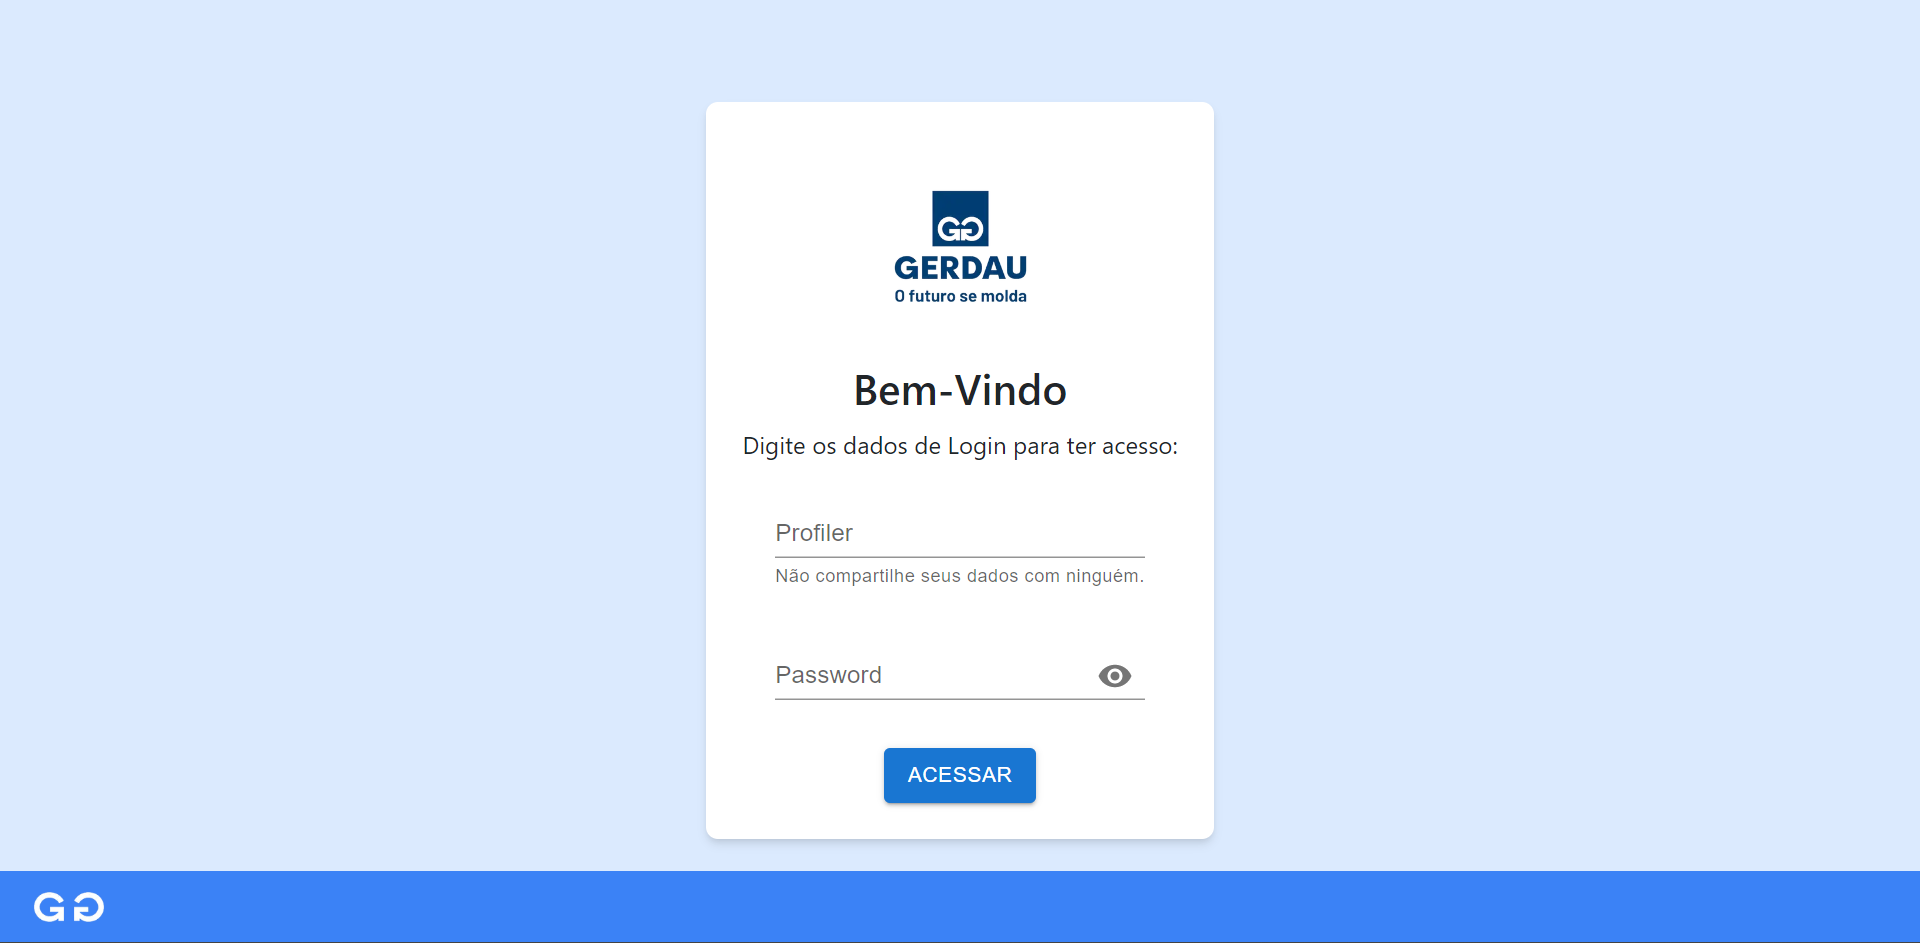 GERDAU
O futuro se molda
Bem-Vindo
Digite os dados de Login para ter acesso:
Profiler
Não compartilhe seus dados com ninguém.
Password
ACESSAR